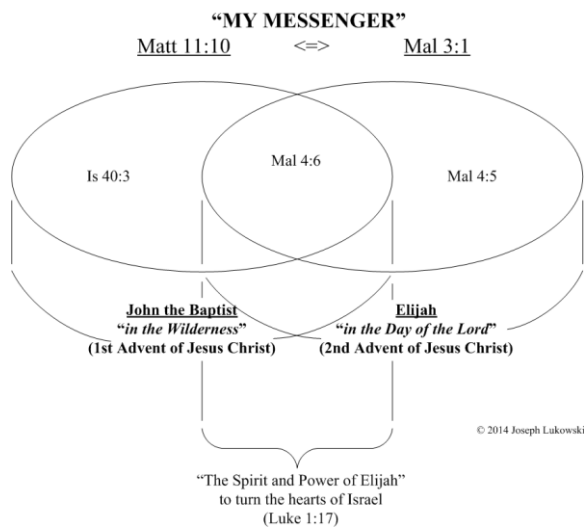 “MY MESSENGER”
Matt 11:10 <=> Mal 3:1
Is 40:3 Mal 4:6 Mal 4:5
John the Baptist
“in the Wilderness”
(1st Advent of Jesus Christ)
Elijah
“in the Day of the Lord”
(2nd Advent of Jesus Christ)
© 2014 Joseph Lukowski
“The Spirit and Power of Elijah”
to turn the hearts of Israel
(Luke 1:17)